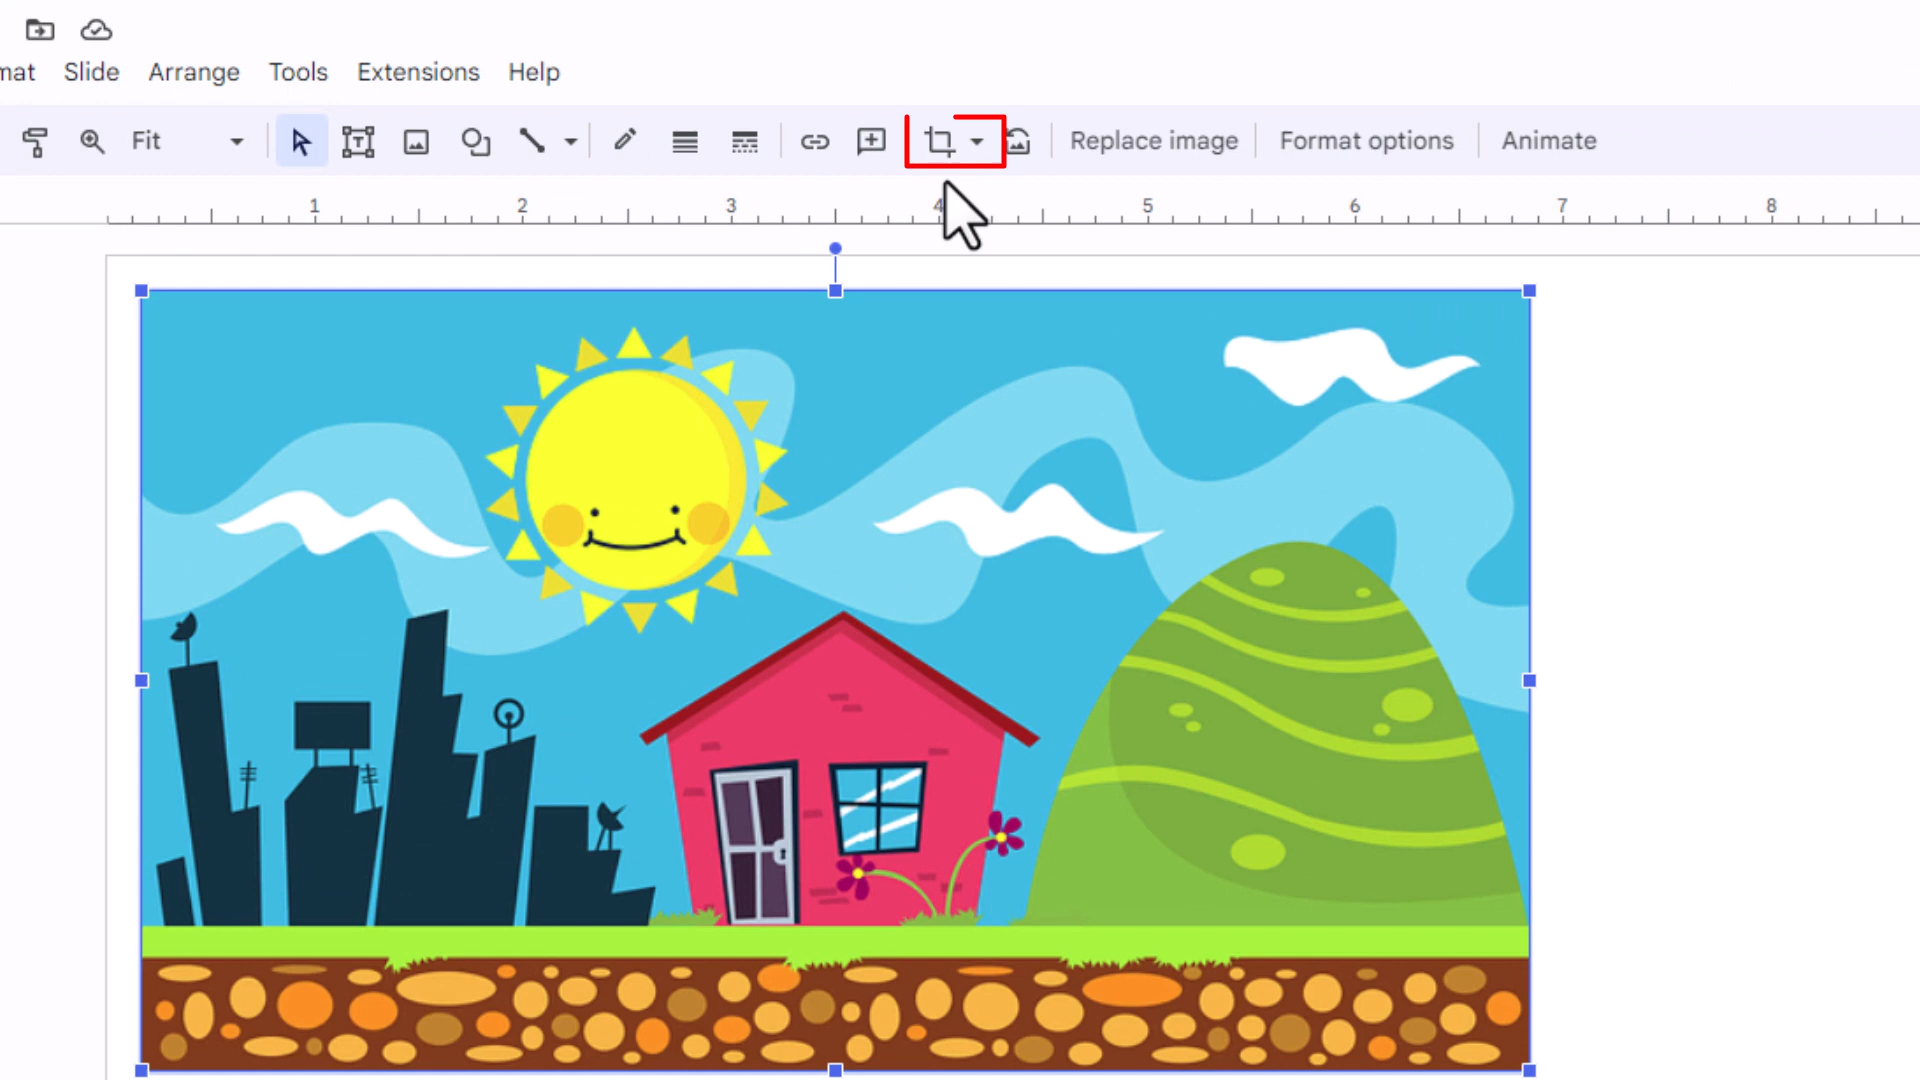 mat Slide Arrange Tools Extensions Help
Fit Replace image Format options Animate
1 2 3 4 5 6 7 8